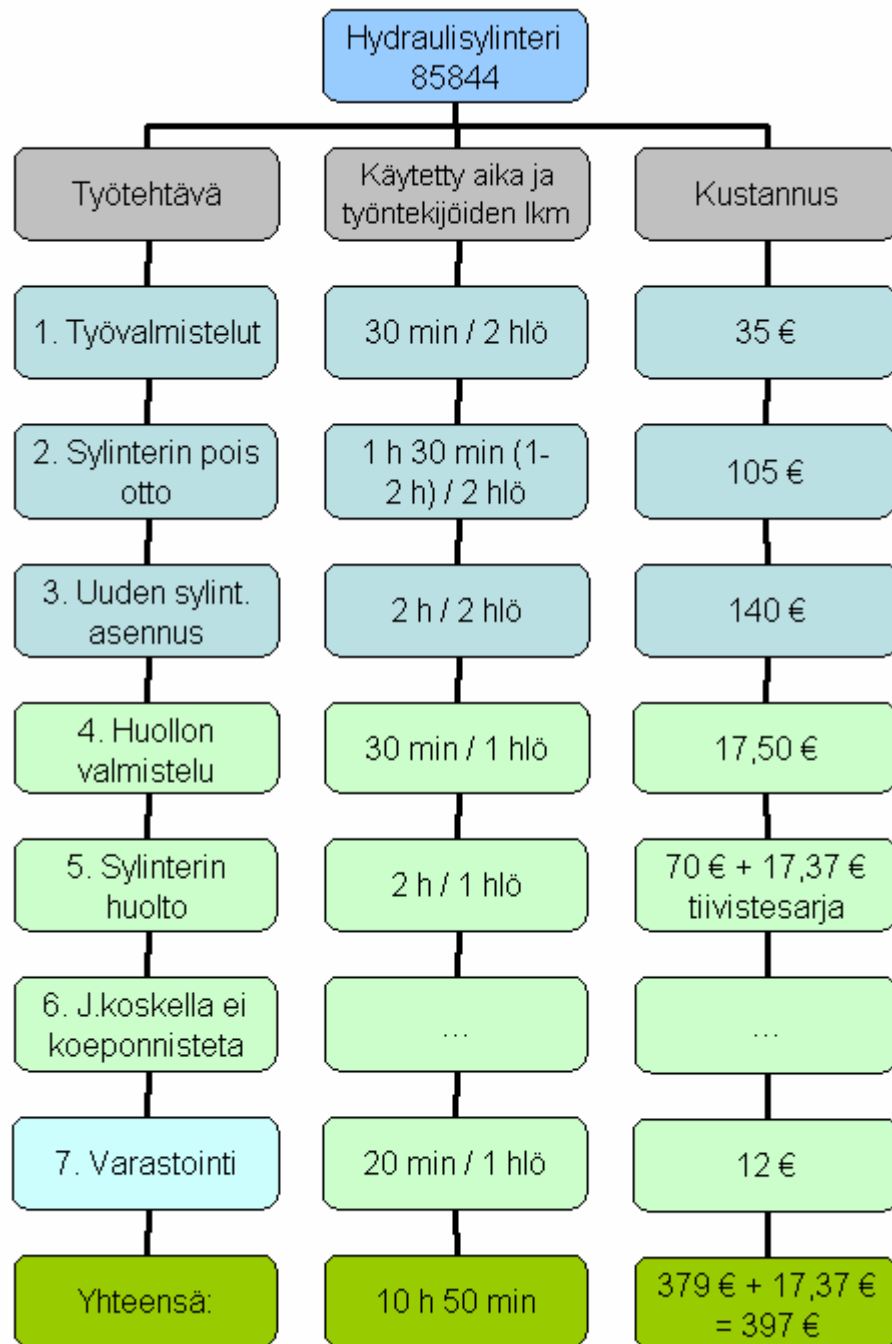 Hydraulisylinteri
85844
Työtehtävä
Käytetty aika ja
työntekijöiden lkm
Kustannus
1. Työvalmistelut
30 min / 2 hlö
35 €
2. Sylinterin pois
otto
1 h 30 min (1-
2 h) / 2 hlö
105 €
3. Uuden sylint.
asennus
2 h / 2 hlö
140 €
4. Huollon
valmistelu
30 min / 1 hlö
17,50 €
5. Sylinterin
huolto
2 h / 1 hlö
70 € + 17,37 €
tiivistesarja
6. J.koskella ei
koeponnisteta
...
...
7. Varastointi
20 min / 1 hlö
12 €
Yhteensä:
10 h 50 min
379 € + 17,37 €
= 397 €